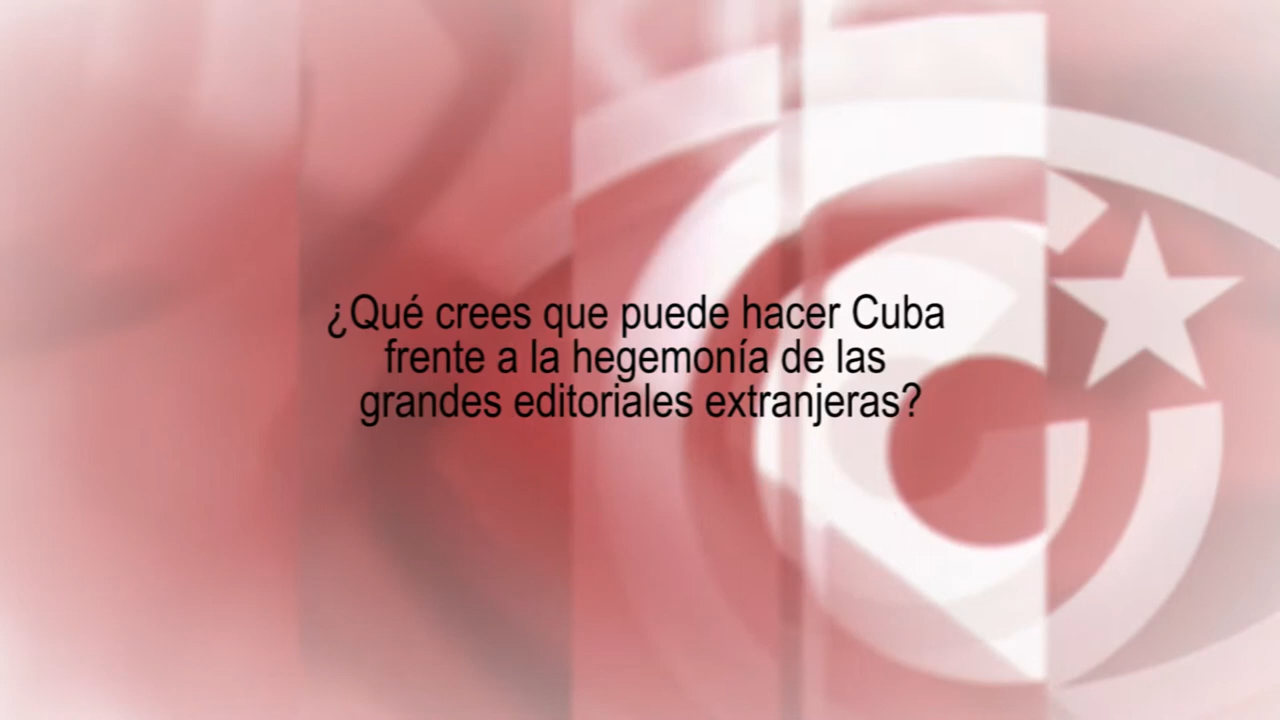 ¿Qué crees que puede hacer Cuba
frente a la hegemonía de las
grandes editoriales extranjeras?